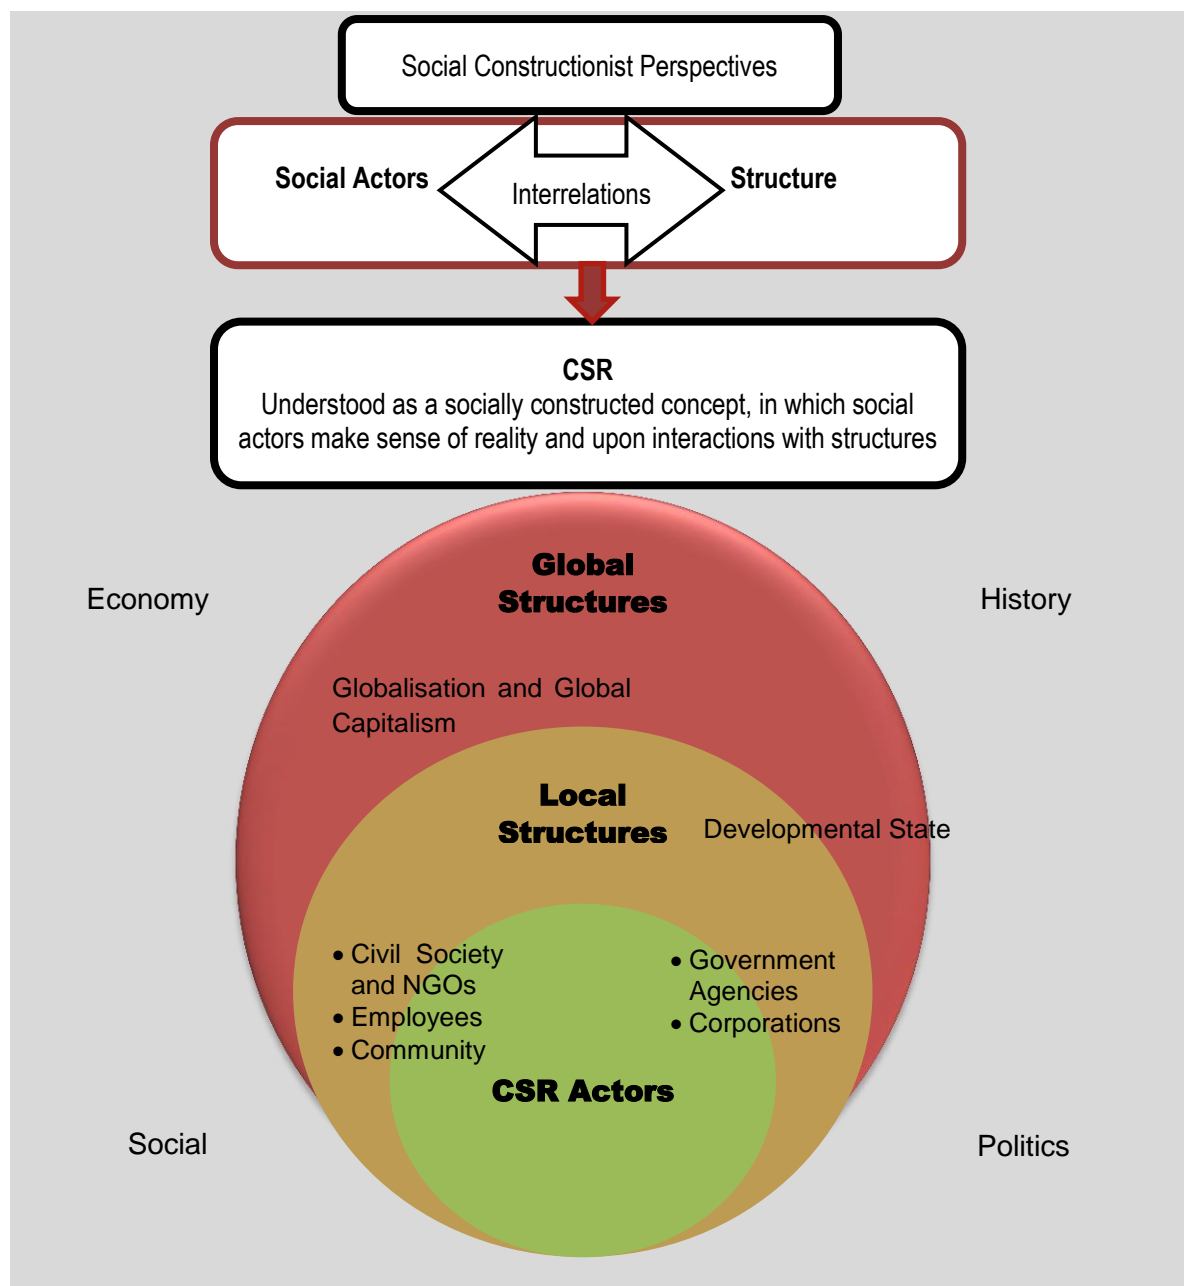 Social Constructionist Perspectives
Social Actors
Interrelations
Structure
CSR
Understood as a socially constructed concept, in which social
actors make sense of reality and upon interactions with structures
Global
Structures
Economy
History
Globalisation and Global
Capitalism
Local
Structures
Developmental State
• Civil Society
and NGOs
• Employees
• Community
• Government
Agencies
• Corporations
CSR Actors
Social
Politics